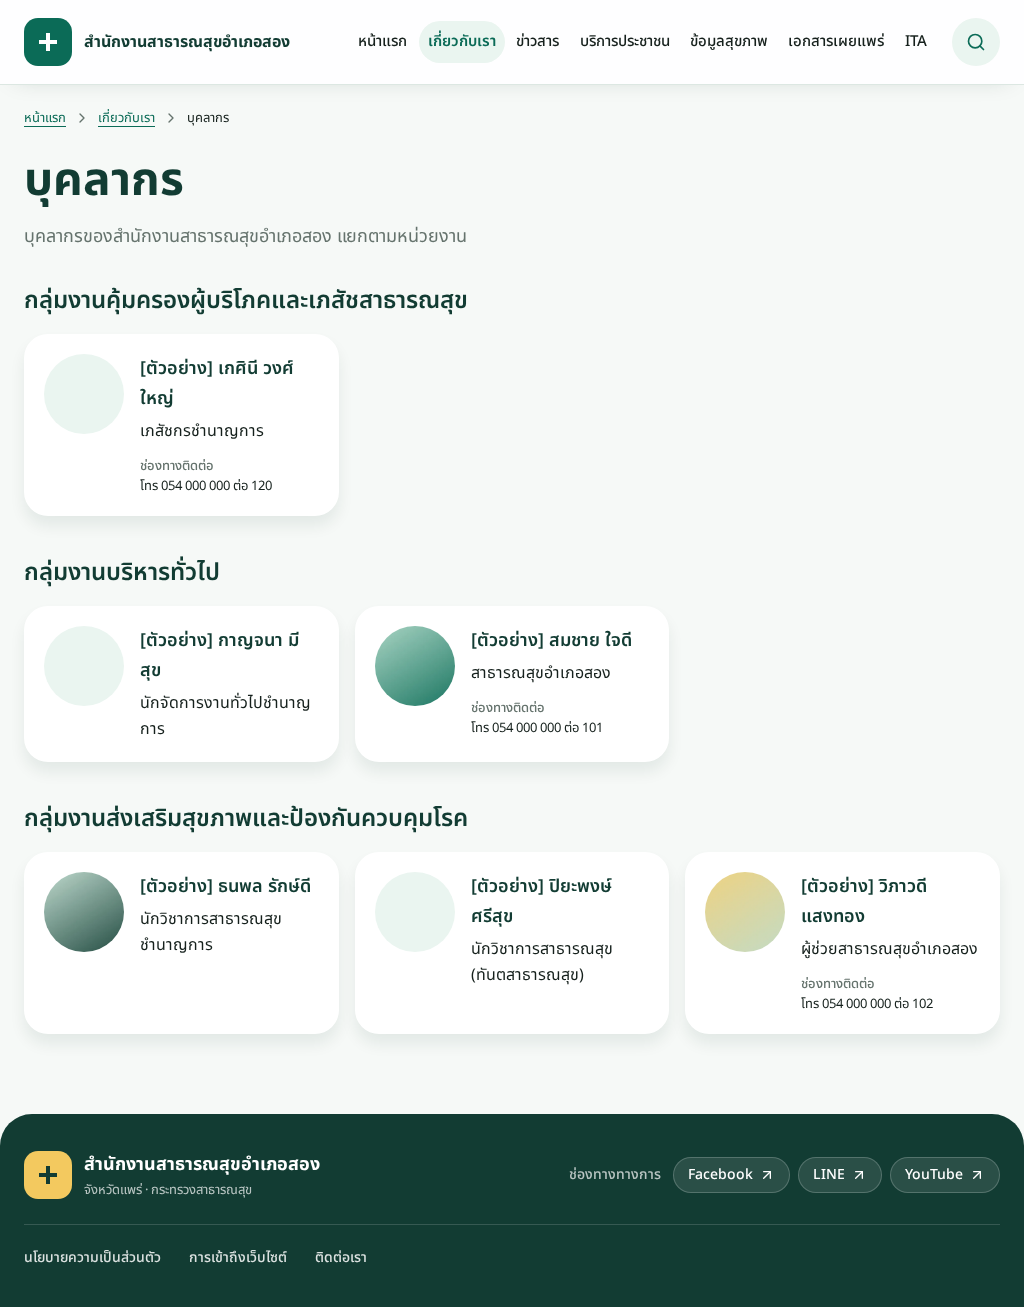 สำนักงานสาธารณสุขอำเภอสอง
หน้าแรก
เกี่ยวกับเรา
ข่าวสาร
บริการประชาชน
ข้อมูลสุขภาพ
เอกสารเผยแพร่
ITA
หน้าแรก
เกี่ยวกับเรา
บุคลากร
บุคลากร
บุคลากรของสำนักงานสาธารณสุขอำเภอสอง แยกตามหน่วยงาน
กลุ่มงานคุ้มครองผู้บริโภคและเภสัชสาธารณสุข
[ตัวอย่าง] เกศินี วงศ์
ใหญ่
เภสัชกรชำนาญการ
ช่องทางติดต่อ
โทร 054 000 000 ต่อ 120
กลุ่มงานบริหารทั่วไป
[ตัวอย่าง] กาญจนา มี
สุข
นักจัดการงานทั่วไปชำนาญ
การ
[ตัวอย่าง] สมชาย ใจดี
สาธารณสุขอำเภอสอง
ช่องทางติดต่อ
โทร 054 000 000 ต่อ 101
กลุ่มงานส่งเสริมสุขภาพและป้องกันควบคุมโรค
[ตัวอย่าง] ธนพล รักษ์ดี
นักวิชาการสาธารณสุข
ชำนาญการ
[ตัวอย่าง] ปิยะพงษ์
ศรีสุข
นักวิชาการสาธารณสุข
(ทันตสาธารณสุข)
[ตัวอย่าง] วิภาวดี
แสงทอง
ผู้ช่วยสาธารณสุขอำเภอสอง
ช่องทางติดต่อ
โทร 054 000 000 ต่อ 102
สำนักงานสาธารณสุขอำเภอสอง
จังหวัดแพร่ · กระทรวงสาธารณสุข
ช่องทางทางการ
Facebook
LINE
YouTube
นโยบายความเป็นส่วนตัว
การเข้าถึงเว็บไซต์
ติดต่อเรา